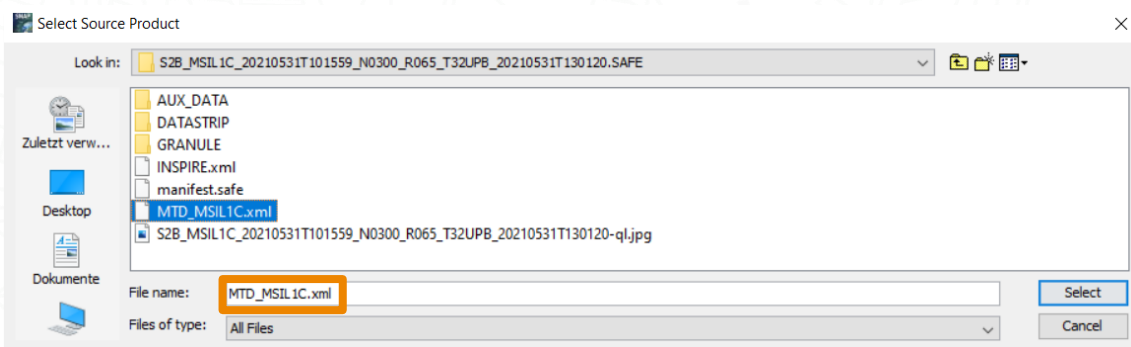 Select Source Product
Look in: S2B_MSIL1C_20210531T101559_N0300_R065_T32UPB_20210531T130120.SAFE
Zuletzt verw...
Desktop
Dokumente
AUX_DATA
DATASTRIP
GRANULE
INSPIRE.xml
manifest.safe
MTD_MSIL1C.xml
S2B_MSIL1C_20210531T101559_N0300_R065_T32UPB_20210531T130120-ql.jpg
File name: MTD_MSIL1C.xml Select
Files of type: All Files Cancel